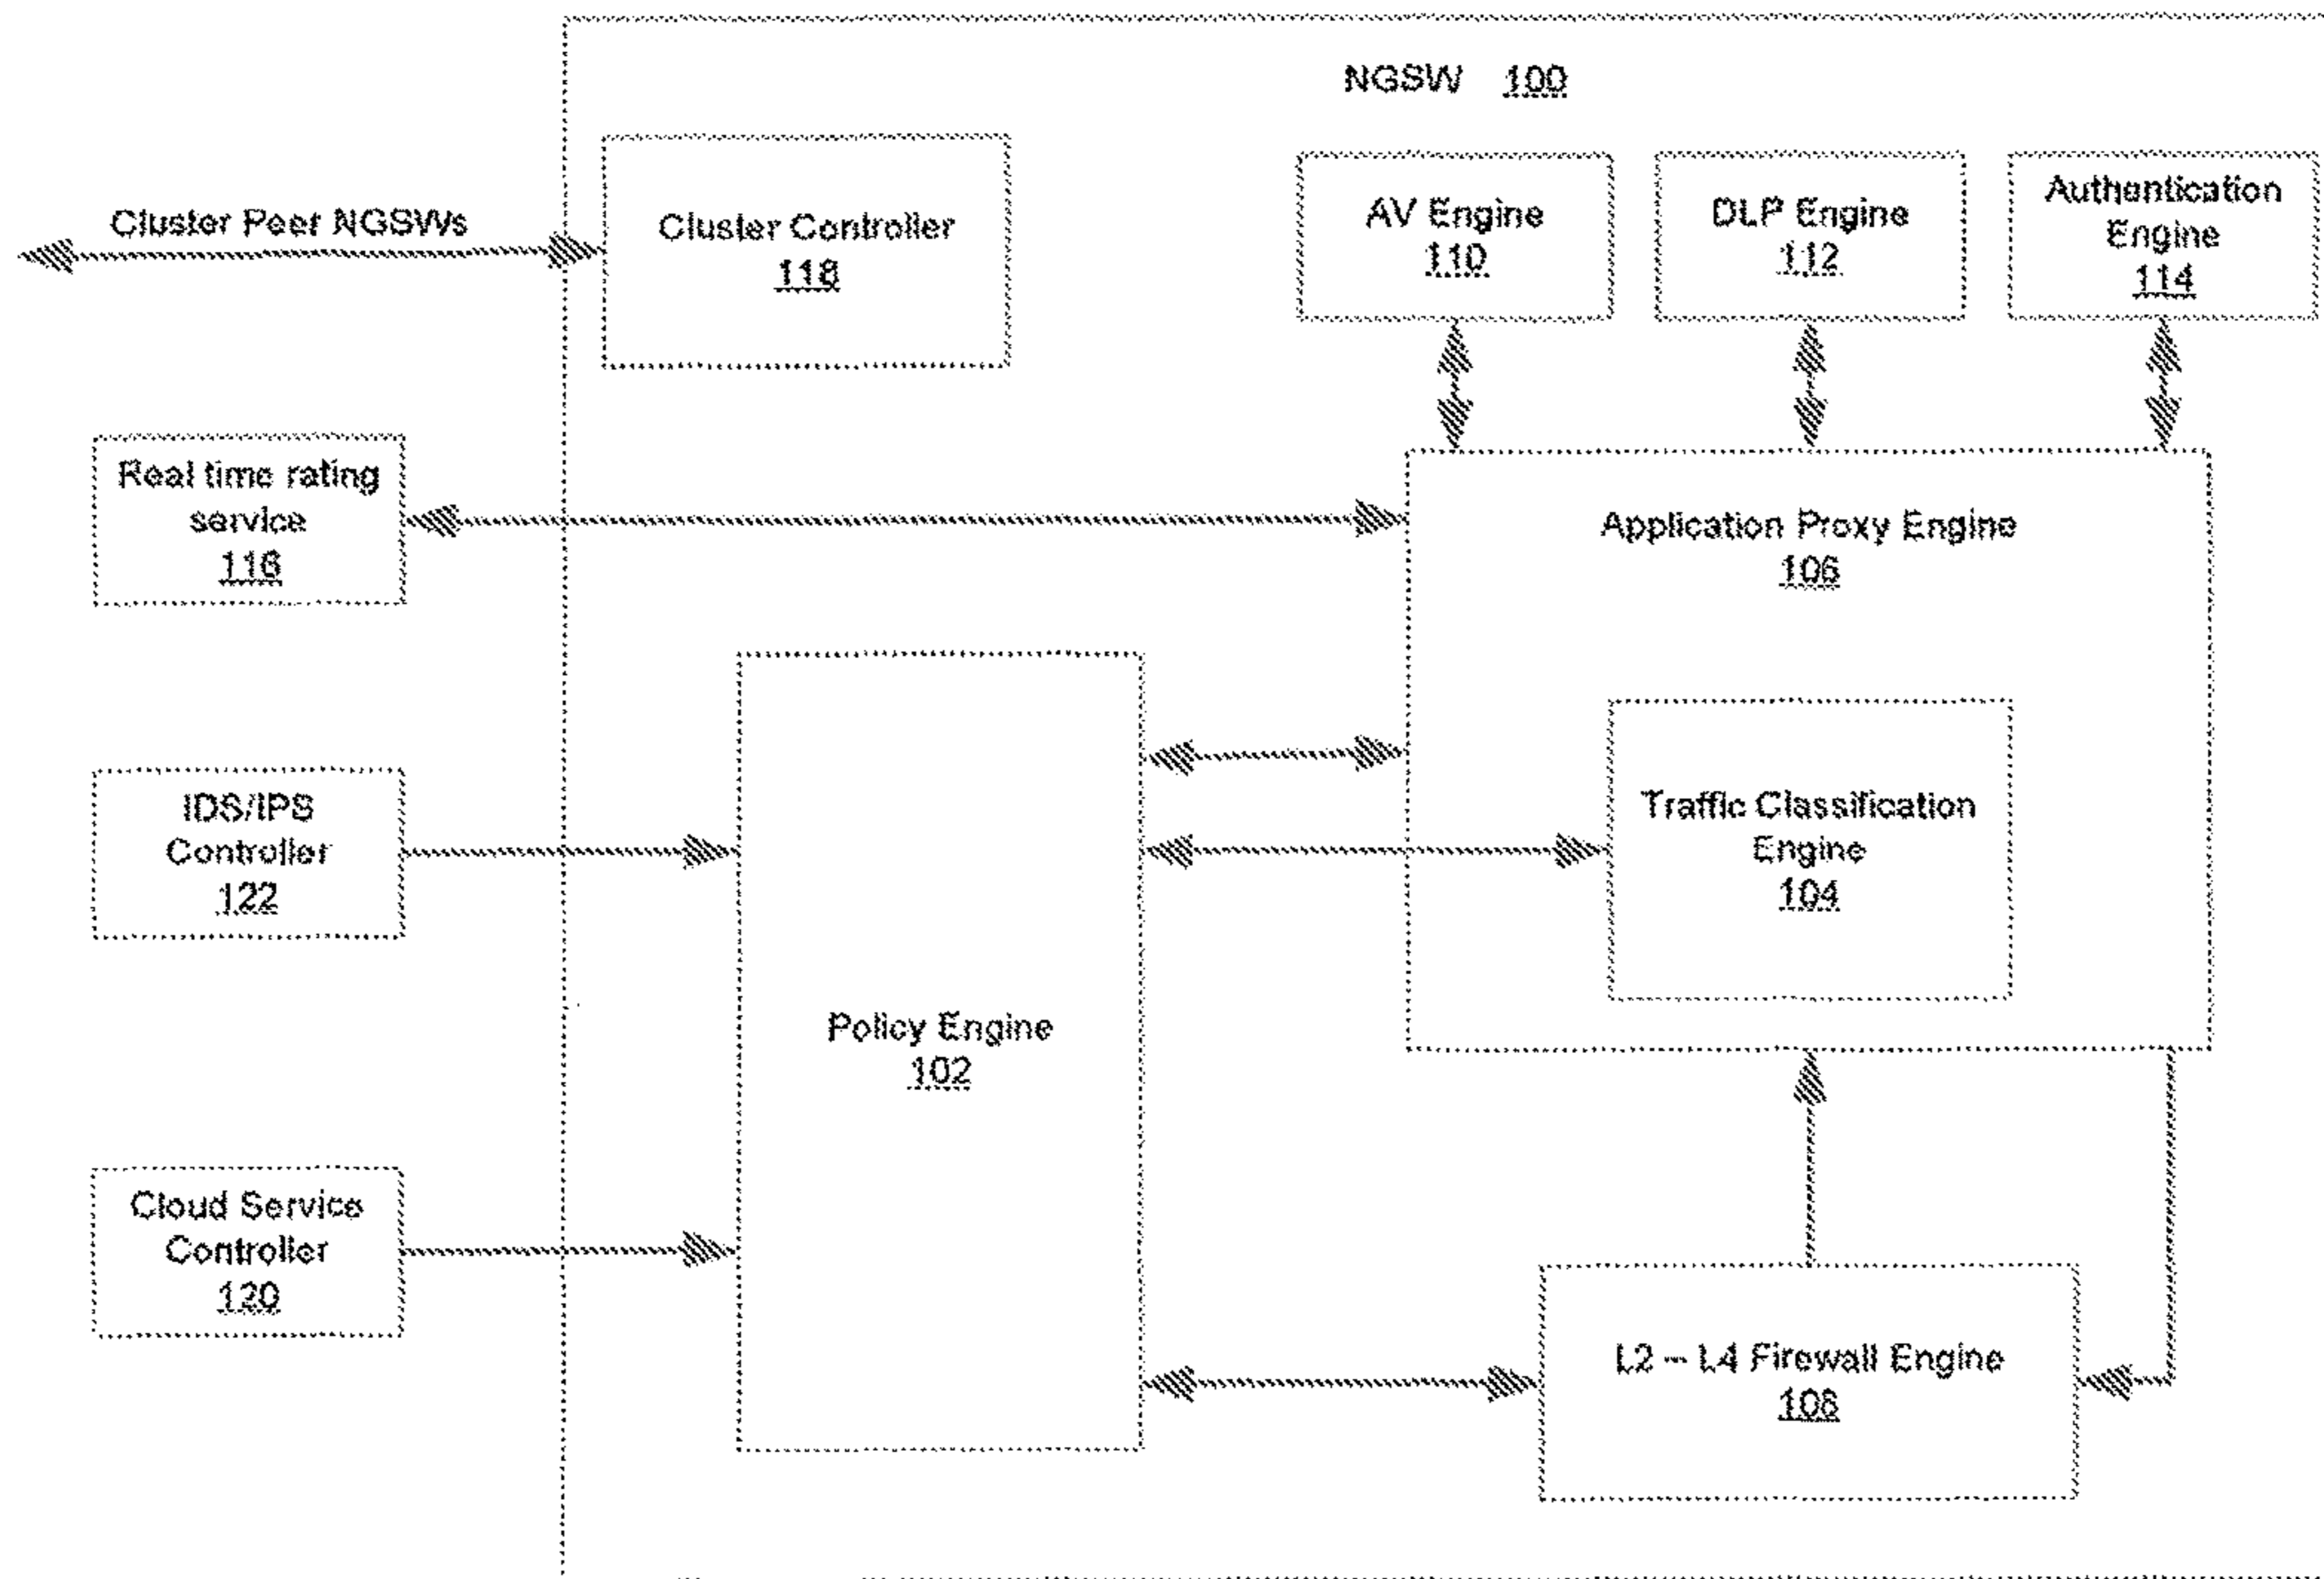 NGSW 100
Cluster Peer NGSWs
Cluster Controller
118
AV Engine
110
DLP Engine
112
Authentication
Engine
114
Real time rating
service
116
Application Proxy Engine
106
IDS/IPS
Controller
122
Traffic Classification
Engine
104
Policy Engine
102
Cloud Service
Controller
120
L2 – L4 Firewall Engine
108